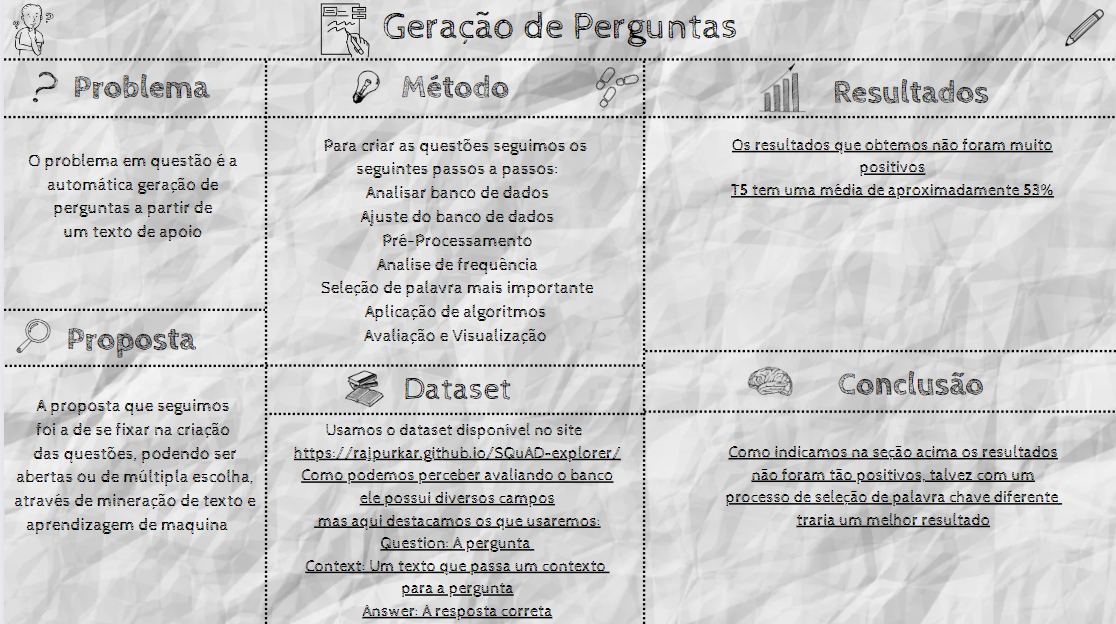 Geração de Perguntas
Problema
O problema em questão é a
automática geração de
perguntas a partir de
um texto de apoio
Proposta
A proposta que seguimos
foi a de se fixar na criação
das questões, podendo ser
abertas ou de múltipla escolha,
através de mineração de texto e
aprendizagem de maquina
Método
Para criar as questões seguimos os
seguintes passos a passos:
Analisar banco de dados
Ajuste do banco de dados
Pré-Processamento
Analise de frequência
Seleção de palavra mais importante
Aplicação de algoritmos
Avaliação e Visualização
Dataset
Usamos o dataset disponivel no site
https://rajpurkar.github.io/SQuAD-explorer/
Como podemos perceber avaliando o banco
ele possui diversos campos
mas aqui destacamos os que usaremos:
Question: A pergunta
Context: Um texto que passa um contexto
para a pergunta
Answer: A resposta correta
Resultados
Os resultados que obtemos não foram muito
positivos
T5 tem uma média de aproximadamente 53%
Conclusão
Como indicamos na seção acima os resultados
não foram tão positivos, talvez com um
processo de seleção de palavra chave diferente
traria um melhor resultado